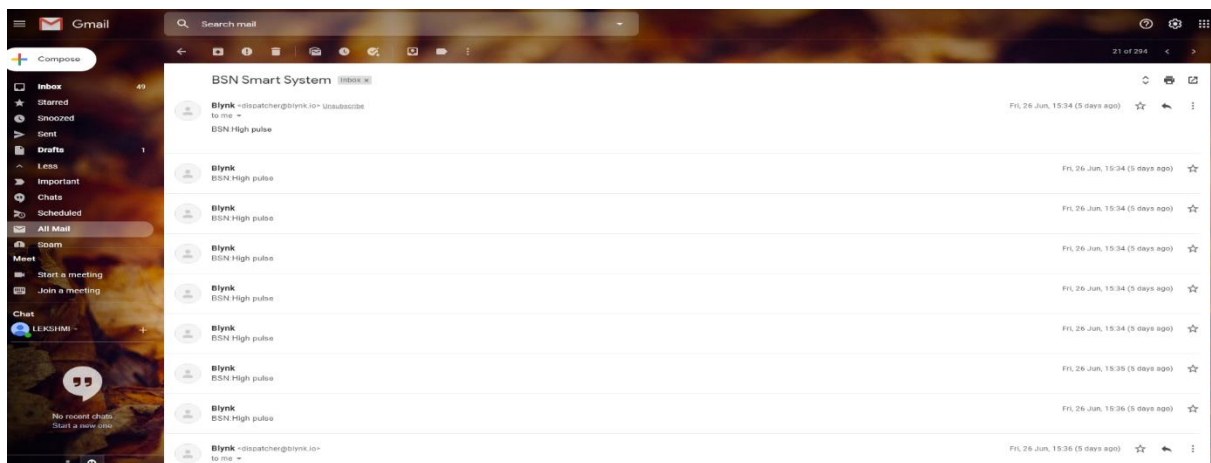 Gmail
Search mail
Compose
21 of 294
Inbox 49
Starred
Snoozed
Sent
Drafts 1
Less
Important
Chats
Scheduled
All Mail
Spam
Meet
Start a meeting
Join a meeting
Chat
LEKSHMI
No recent chats
Start a new one
BSN Smart System Inbox x
Blynk <dispatcher@blynk.io> Unsubscribe Fri, 26 Jun, 15:34 (5 days ago)
to me
BSN:High pulse
Blynk Fri, 26 Jun, 15:34 (5 days ago)
BSN:High pulse
Blynk Fri, 26 Jun, 15:34 (5 days ago)
BSN:High pulse
Blynk Fri, 26 Jun, 15:34 (5 days ago)
BSN:High pulse
Blynk Fri, 26 Jun, 15:34 (5 days ago)
BSN:High pulse
Blynk Fri, 26 Jun, 15:34 (5 days ago)
BSN:High pulse
Blynk Fri, 26 Jun, 15:35 (5 days ago)
BSN:High pulse
Blynk Fri, 26 Jun, 15:36 (5 days ago)
BSN:High pulse
Blynk <dispatcher@blynk.io> Fri, 26 Jun, 15:36 (5 days ago)
to me